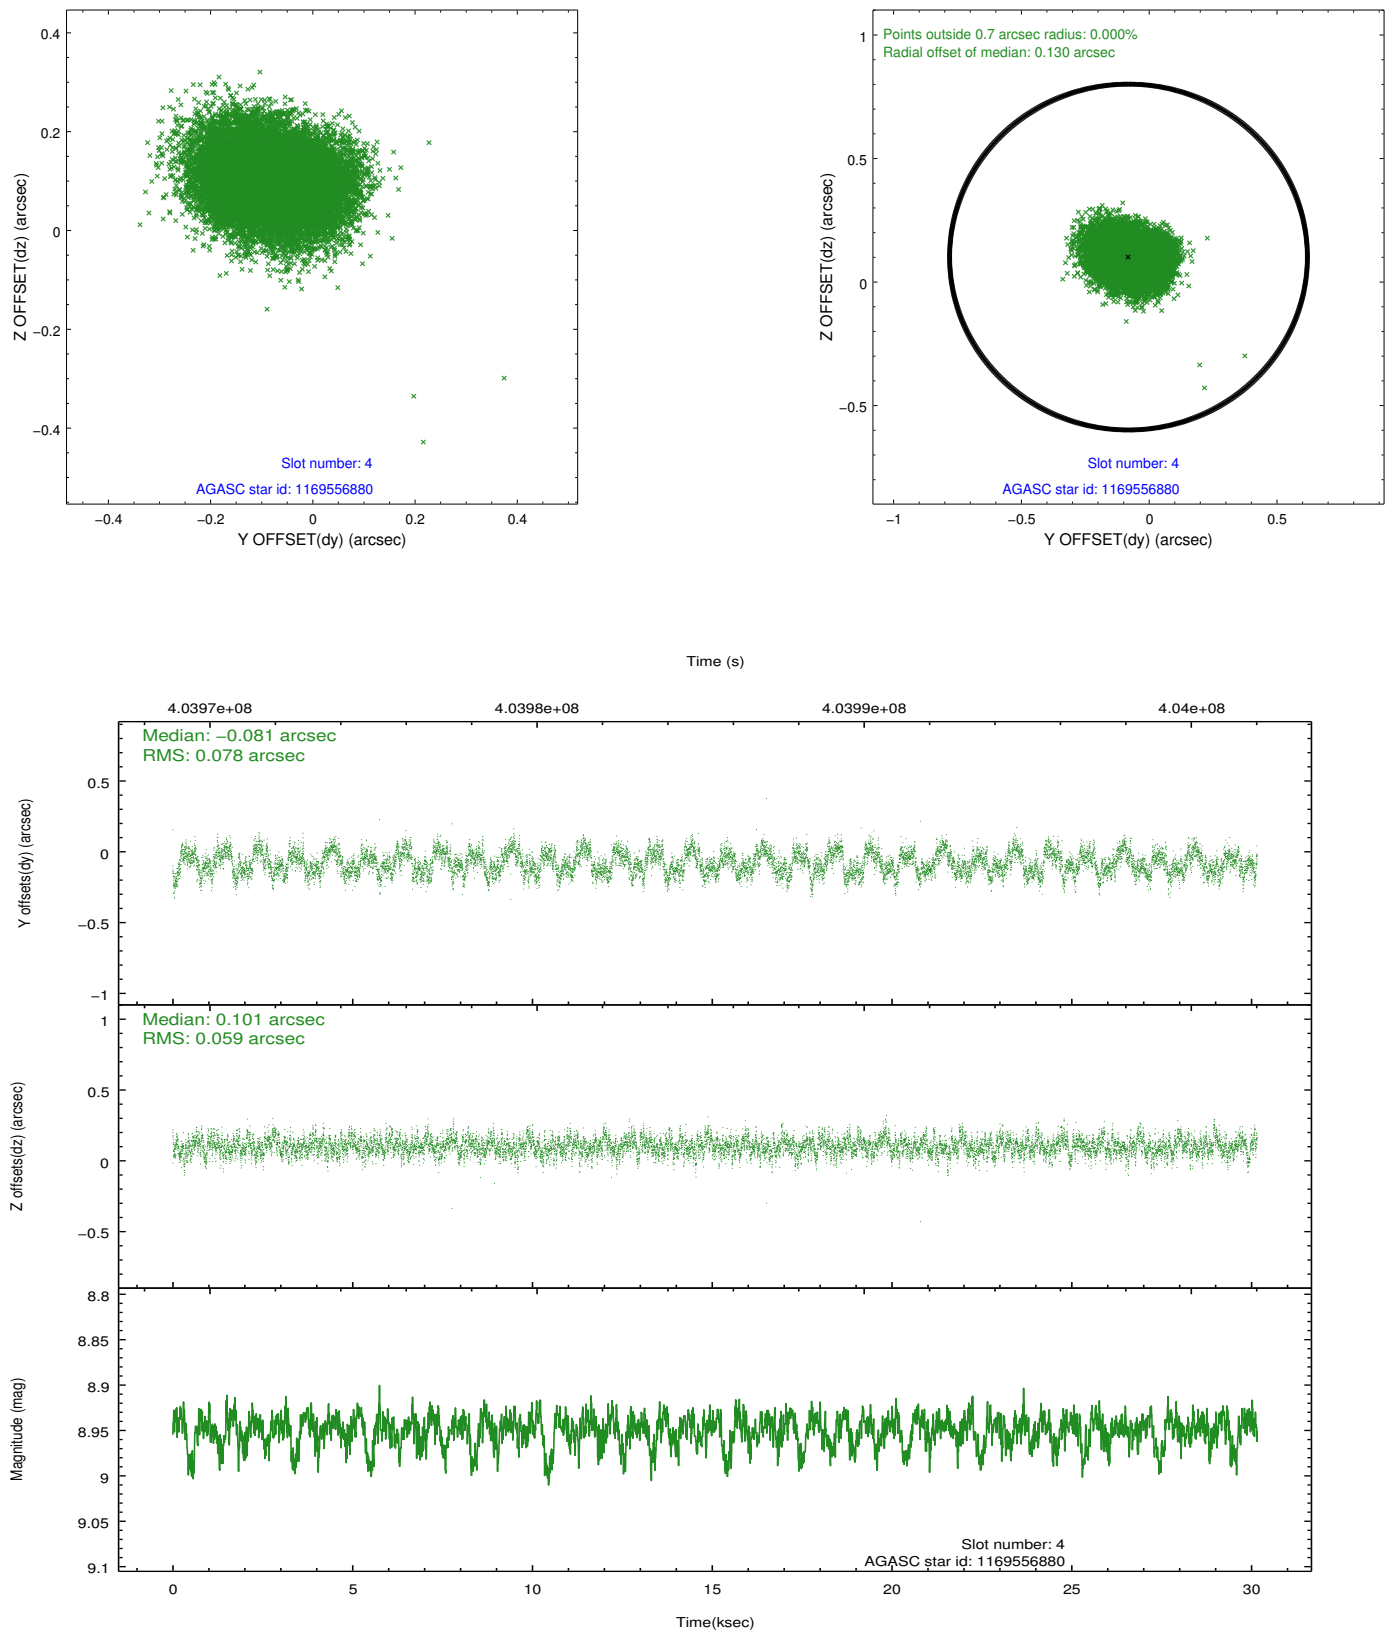 0.4
0.2
0
−0.2
−0.4
Z OFFSET(dz) (arcsec)
Slot number: 4
AGASC star id: 1169556880
−0.4
−0.2
0
0.2
0.4
Y OFFSET(dy) (arcsec)
Points outside 0.7 arcsec radius: 0.000%
Radial offset of median: 0.130 arcsec
1
0.5
0
−0.5
Z OFFSET(dz) (arcsec)
Slot number: 4
AGASC star id: 1169556880
−1
−0.5
0
0.5
Y OFFSET(dy) (arcsec)
Time (s)
4.0397e+08
4.0398e+08
4.0399e+08
4.04e+08
Median: −0.081 arcsec
RMS: 0.078 arcsec
0.5
0
−0.5
−1
Y offsets(dy) (arcsec)
Median: 0.101 arcsec
RMS: 0.059 arcsec
1
0.5
0
−0.5
Z offsets(dz) (arcsec)
8.8
8.85
8.9
8.95
9
9.05
9.1
Magnitude (mag)
Slot number: 4
AGASC star id: 1169556880
0
5
10
15
20
25
30
Time(ksec)